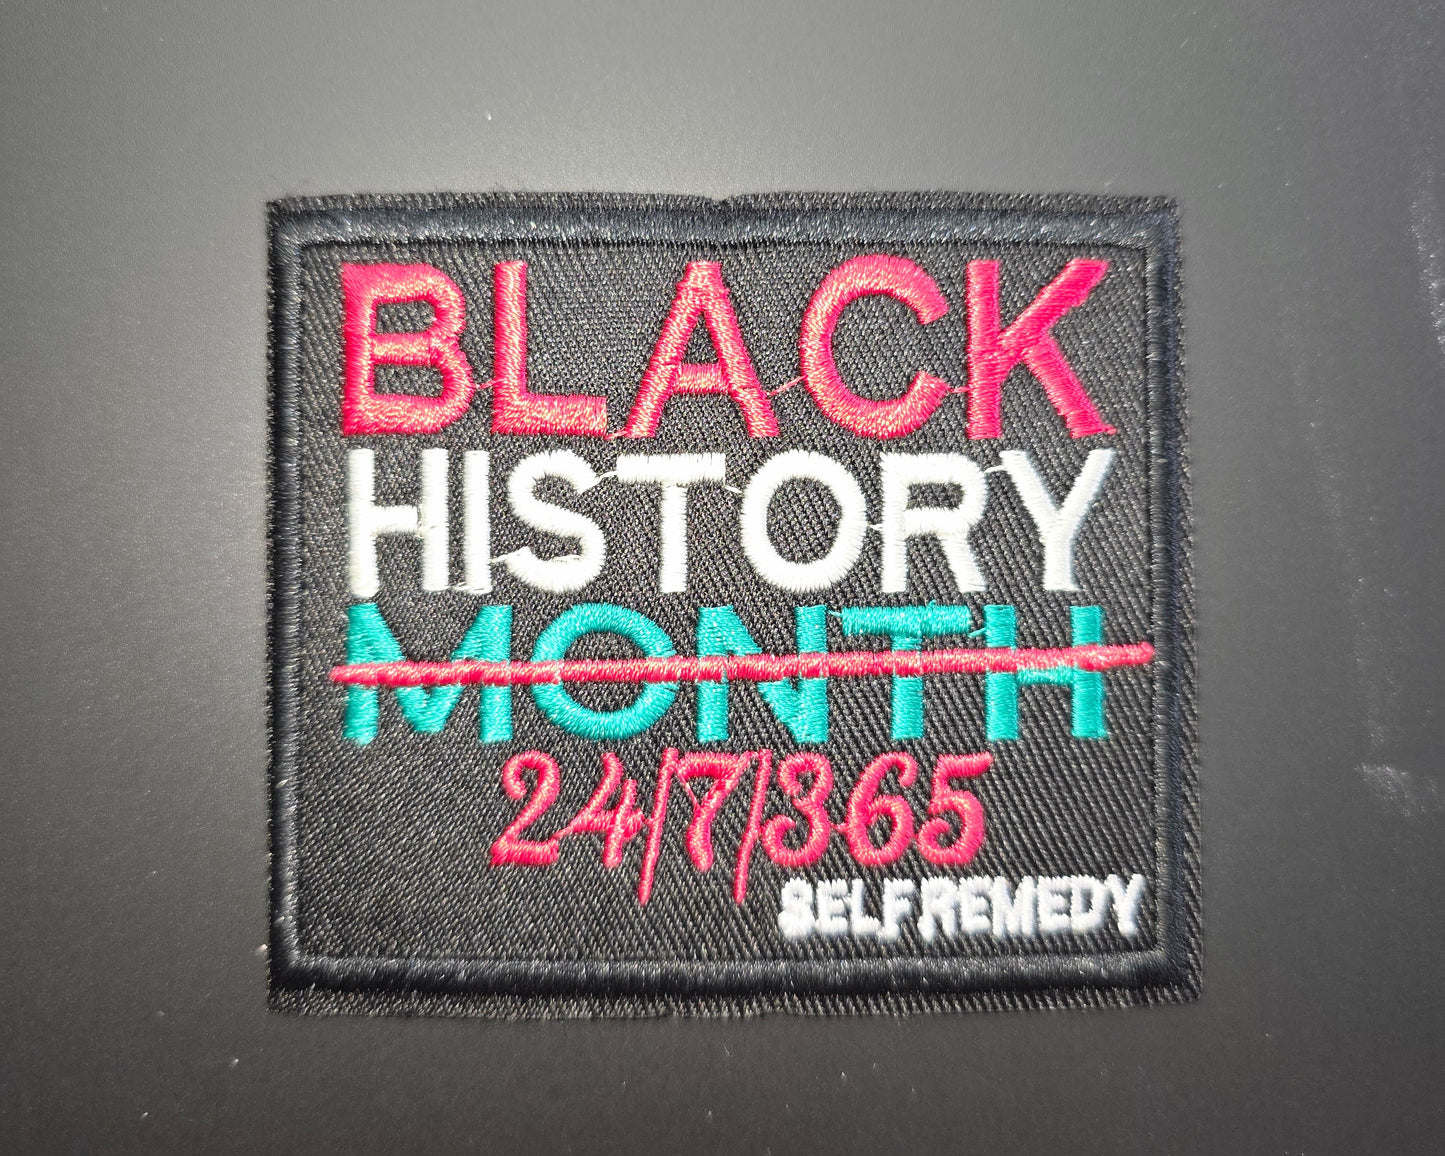 BLACK
HISTORY
MONTH
24/7/365
SELF.REMEDY